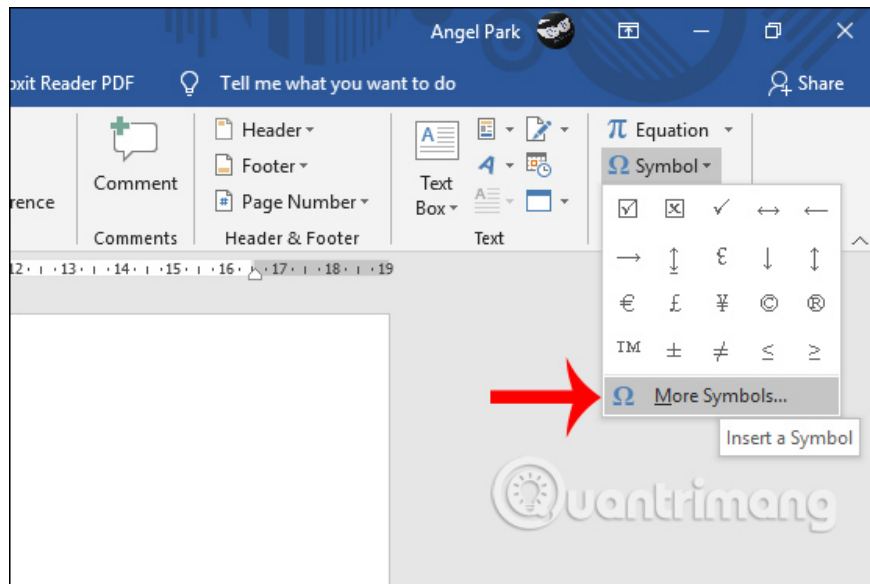 Angel Park
oxit Reader PDF Tell me what you want to do Share
Header
Footer
Page Number
Comment
rence
Text
Box
π Equation
Ω Symbol
Comments Header & Footer Text
12 · 13 · 14 · 15 · 16 · 17 · 18 · 19
☑ ☒ ✓ ↔ ←
→ ↨ ↓ ↕
€ £ ¥ © ®
TM ± ≠ ≤ ≥
Ω More Symbols...
Insert a Symbol
Quantrimang